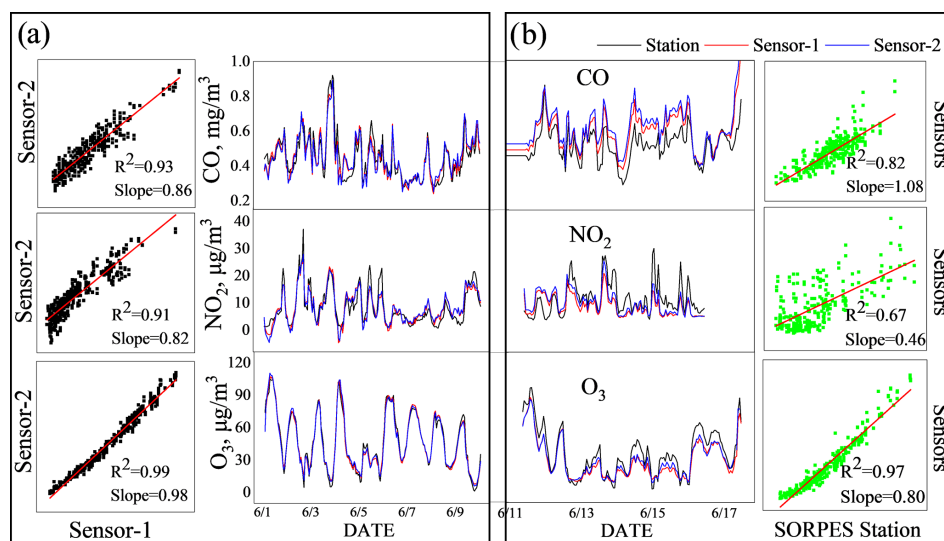 (a)
(b)
Station Sensor-1 Sensor-2
Sensor-2
R²=0.93
Slope=0.86
CO, mg/m³
1.0
0.8
0.6
0.4
0.2
CO
R²=0.82
Slope=1.08
Sensors
Sensor-2
R²=0.91
Slope=0.82
NO₂, µg/m³
40
30
20
10
0
NO₂
R²=0.67
Slope=0.46
Sensors
Sensor-2
R²=0.99
Slope=0.98
O₃, µg/m³
120
90
60
30
0
O₃
R²=0.97
Slope=0.80
Sensors
6/1 6/3 6/5 6/7 6/9
6/11 6/13 6/15 6/17
Sensor-1
DATE
DATE
SORPES Station